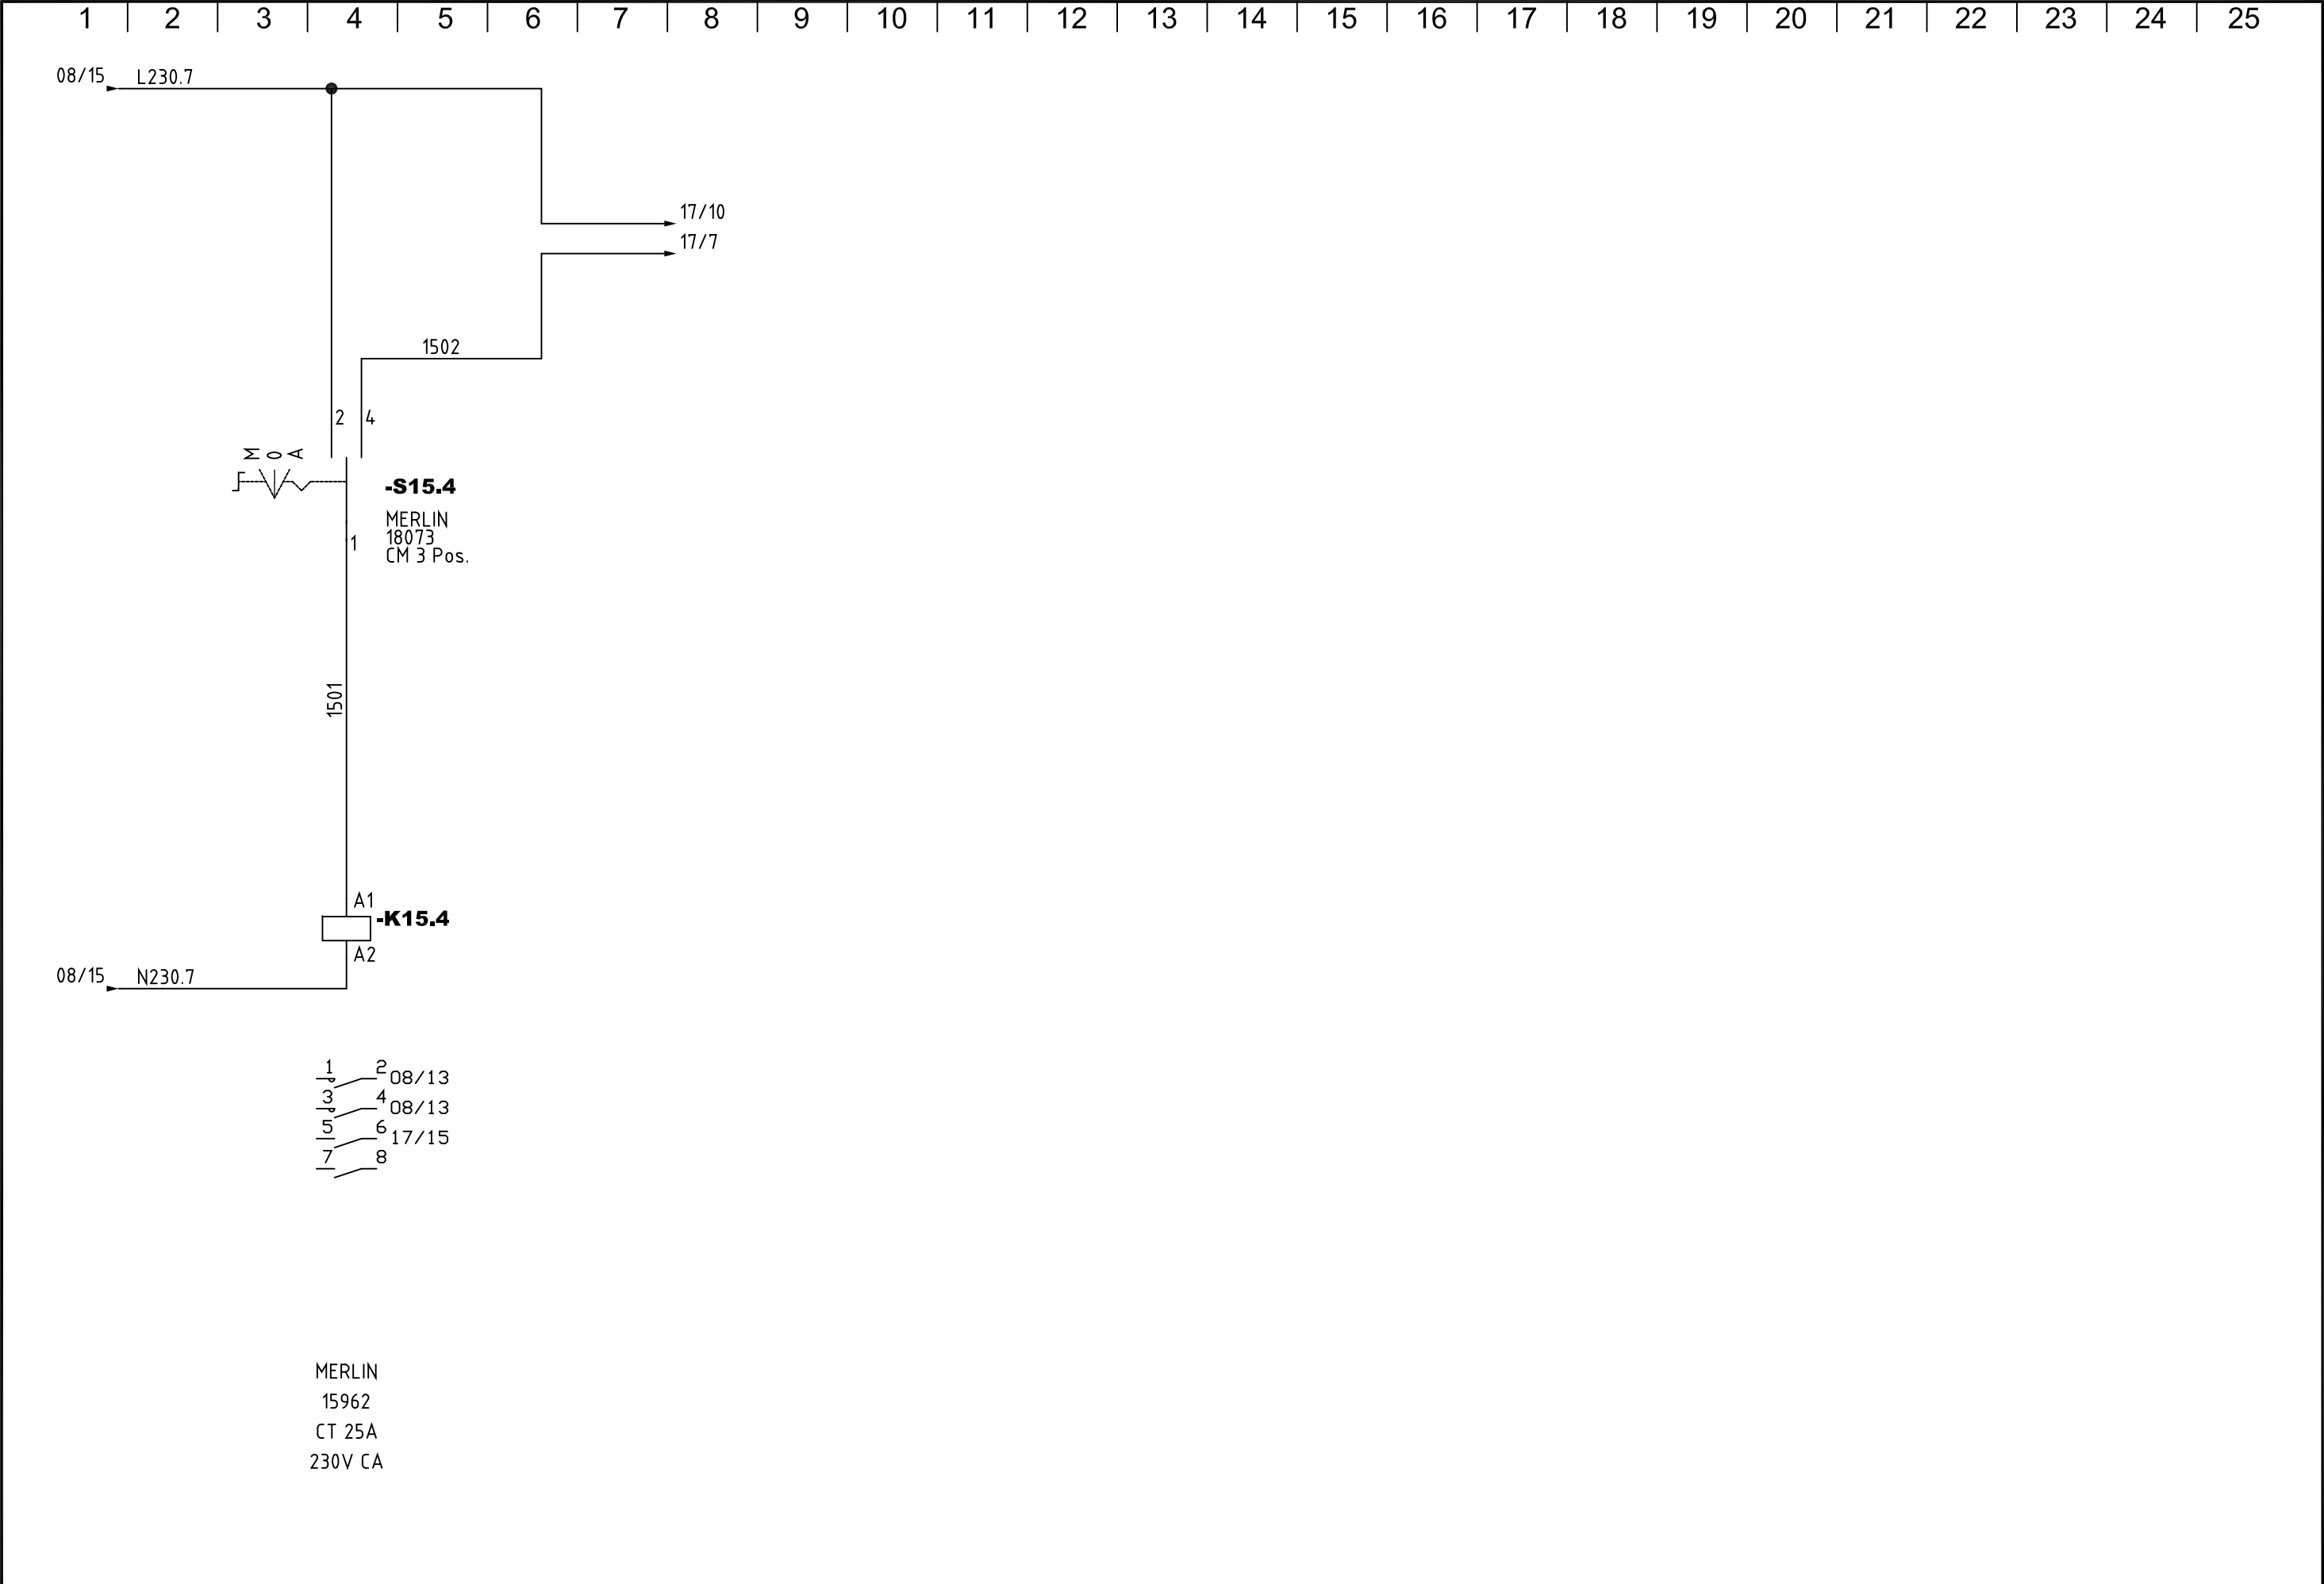 1 2 3 4 5 6 7 8 9 10 11 12 13 14 15 16 17 18 19 20 21 22 23 24 25
08/15 L230.7
17/10
17/7
1502
2 4
M 0 A
-S15.4
MERLIN
18073
CM 3 Pos.
1
1501
A1
-K15.4
A2
08/15 N230.7
1 2 08/13
3 4 08/13
5 6 17/15
7 8
MERLIN
15962
CT 25A
230V CA